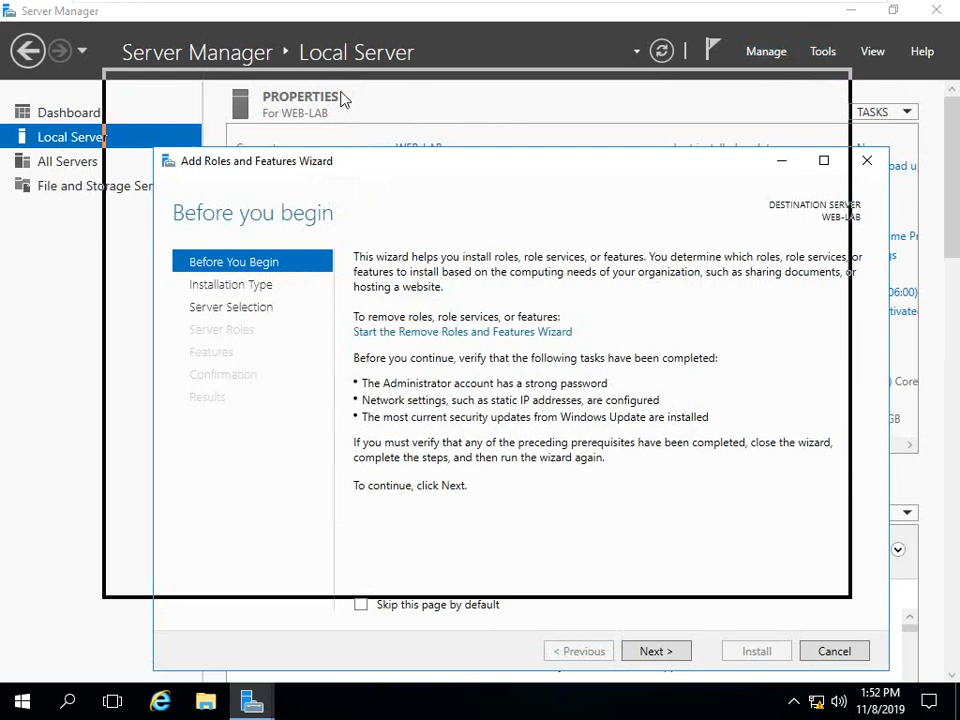 Server Manager
Server Manager ‣ Local Server
Manage Tools View Help
Dashboard
Local Server
All Servers
File and Storage Ser
PROPERTIES
For WEB-LAB
TASKS
Add Roles and Features Wizard
Before you begin
DESTINATION SERVER
WEB-LAB
Before You Begin
Installation Type
Server Selection
Server Roles
Features
Confirmation
Results
This wizard helps you install roles, role services, or features. You determine which roles, role services, or
features to install based on the computing needs of your organization, such as sharing documents, or
hosting a website.
To remove roles, role services, or features:
Start the Remove Roles and Features Wizard
Before you continue, verify that the following tasks have been completed:
• The Administrator account has a strong password
• Network settings, such as static IP addresses, are configured
• The most current security updates from Windows Update are installed
If you must verify that any of the preceding prerequisites have been completed, close the wizard,
complete the steps, and then run the wizard again.
To continue, click Next.
Skip this page by default
< Previous Next > Install Cancel
oad u
me Pr
gs
06:00)
tivate
) Core
GB
1:52 PM
11/8/2019